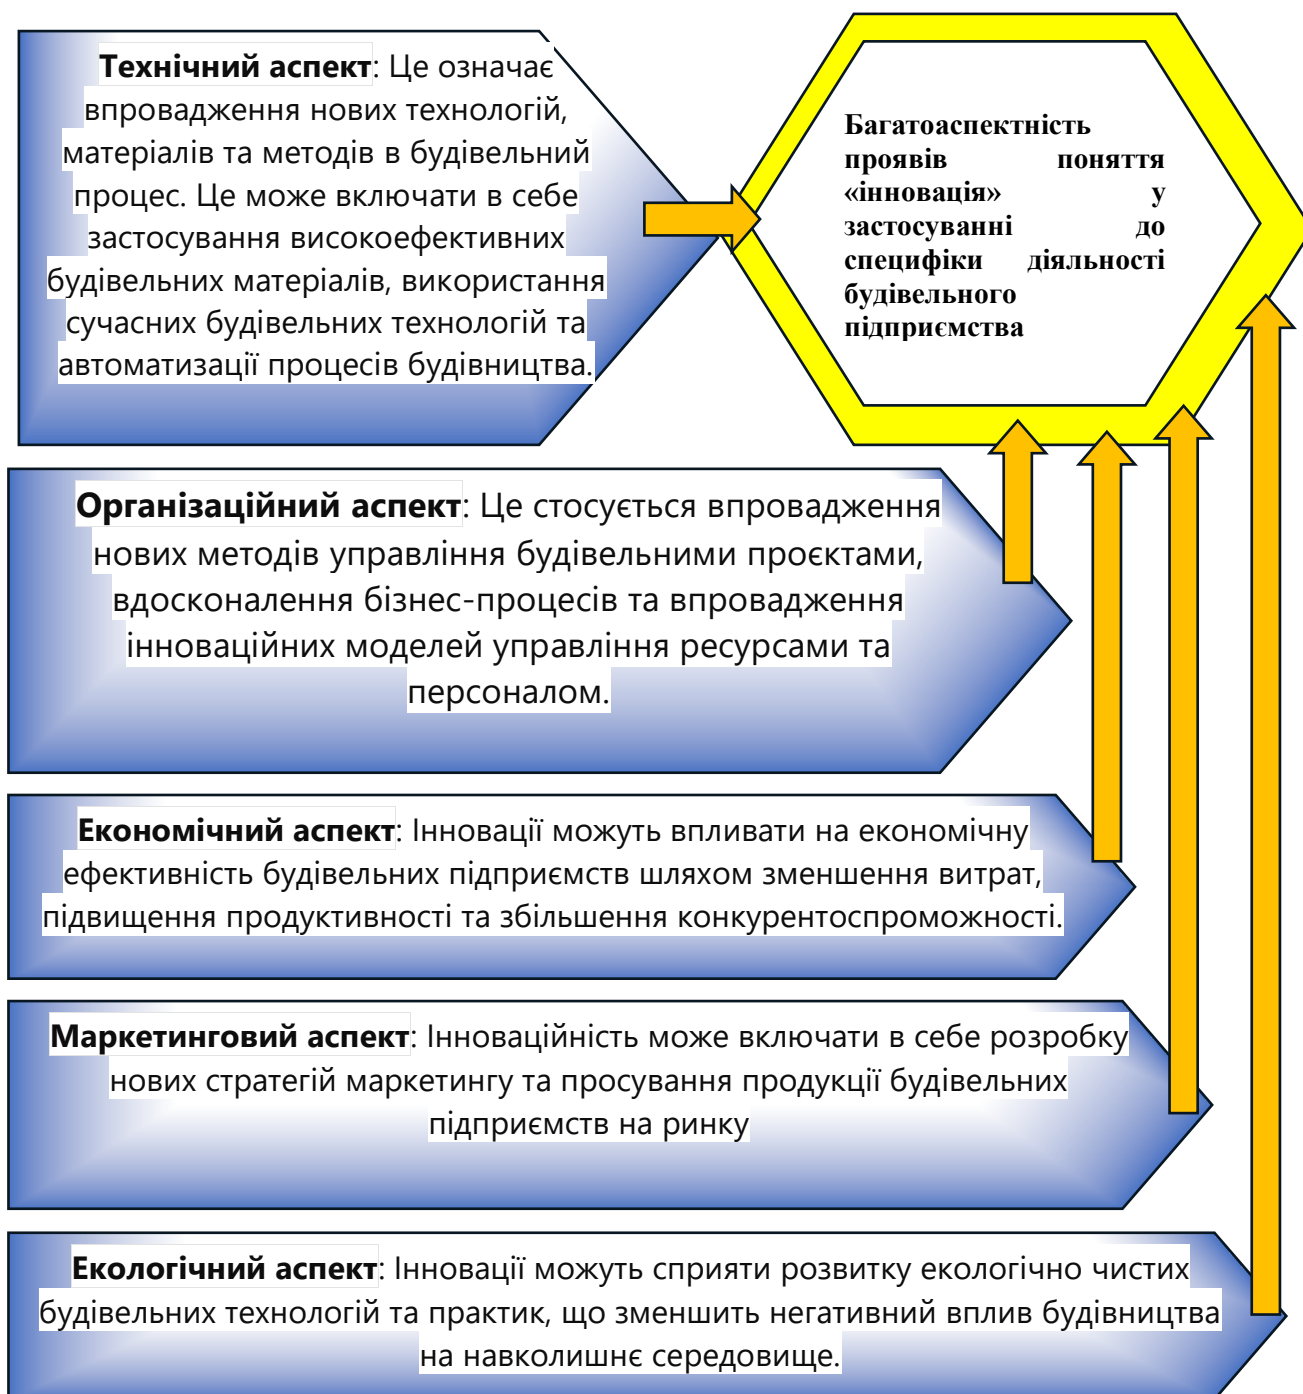 Технічний аспект: Це означає
впровадження нових технологій,
матеріалів та методів в будівельний
процес. Це може включати в себе
застосування високоефективних
будівельних матеріалів, використання
сучасних будівельних технологій та
автоматизації процесів будівництва.
Багатоаспектність
проявів поняття
«інновація» у
застосуванні до
специфіки діяльності
будівельного
підприємства
Організаційний аспект: Це стосується впровадження
нових методів управління будівельними проєктами,
вдосконалення бізнес-процесів та впровадження
інноваційних моделей управління ресурсами та
персоналом.
Економічний аспект: Інновації можуть впливати на економічну
ефективність будівельних підприємств шляхом зменшення витрат,
підвищення продуктивності та збільшення конкурентоспроможності.
Маркетинговий аспект: Інноваційність може включати в себе розробку
нових стратегій маркетингу та просування продукції будівельних
підприємств на ринку
Екологічний аспект: Інновації можуть сприяти розвитку екологічно чистих
будівельних технологій та практик, що зменшить негативний вплив будівництва
на навколишнє середовище.